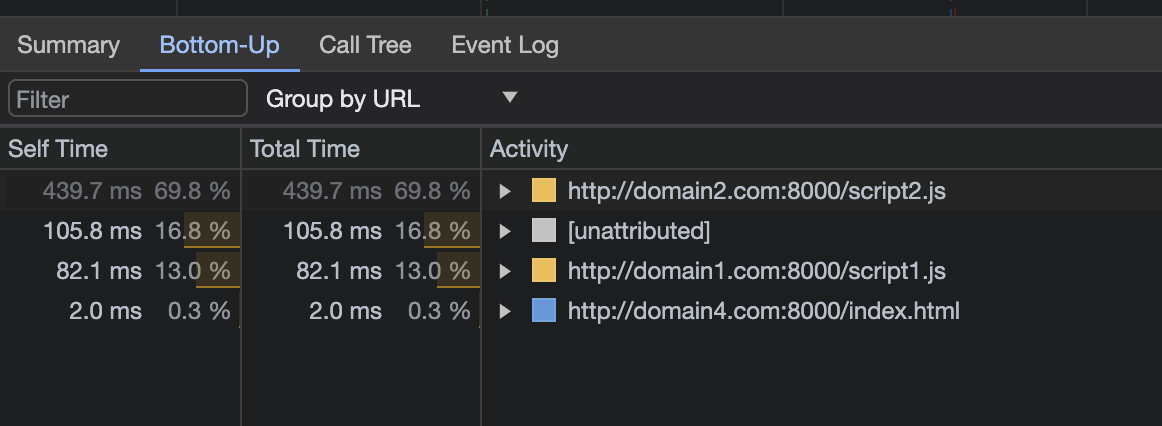 Summary Bottom-Up Call Tree Event Log
Filter Group by URL
Self Time Total Time Activity
439.7 ms 69.8 % 439.7 ms 69.8 % http://domain2.com:8000/script2.js
105.8 ms 16.8 % 105.8 ms 16.8 % [unattributed]
82.1 ms 13.0 % 82.1 ms 13.0 % http://domain1.com:8000/script1.js
2.0 ms 0.3 % 2.0 ms 0.3 % http://domain4.com:8000/index.html